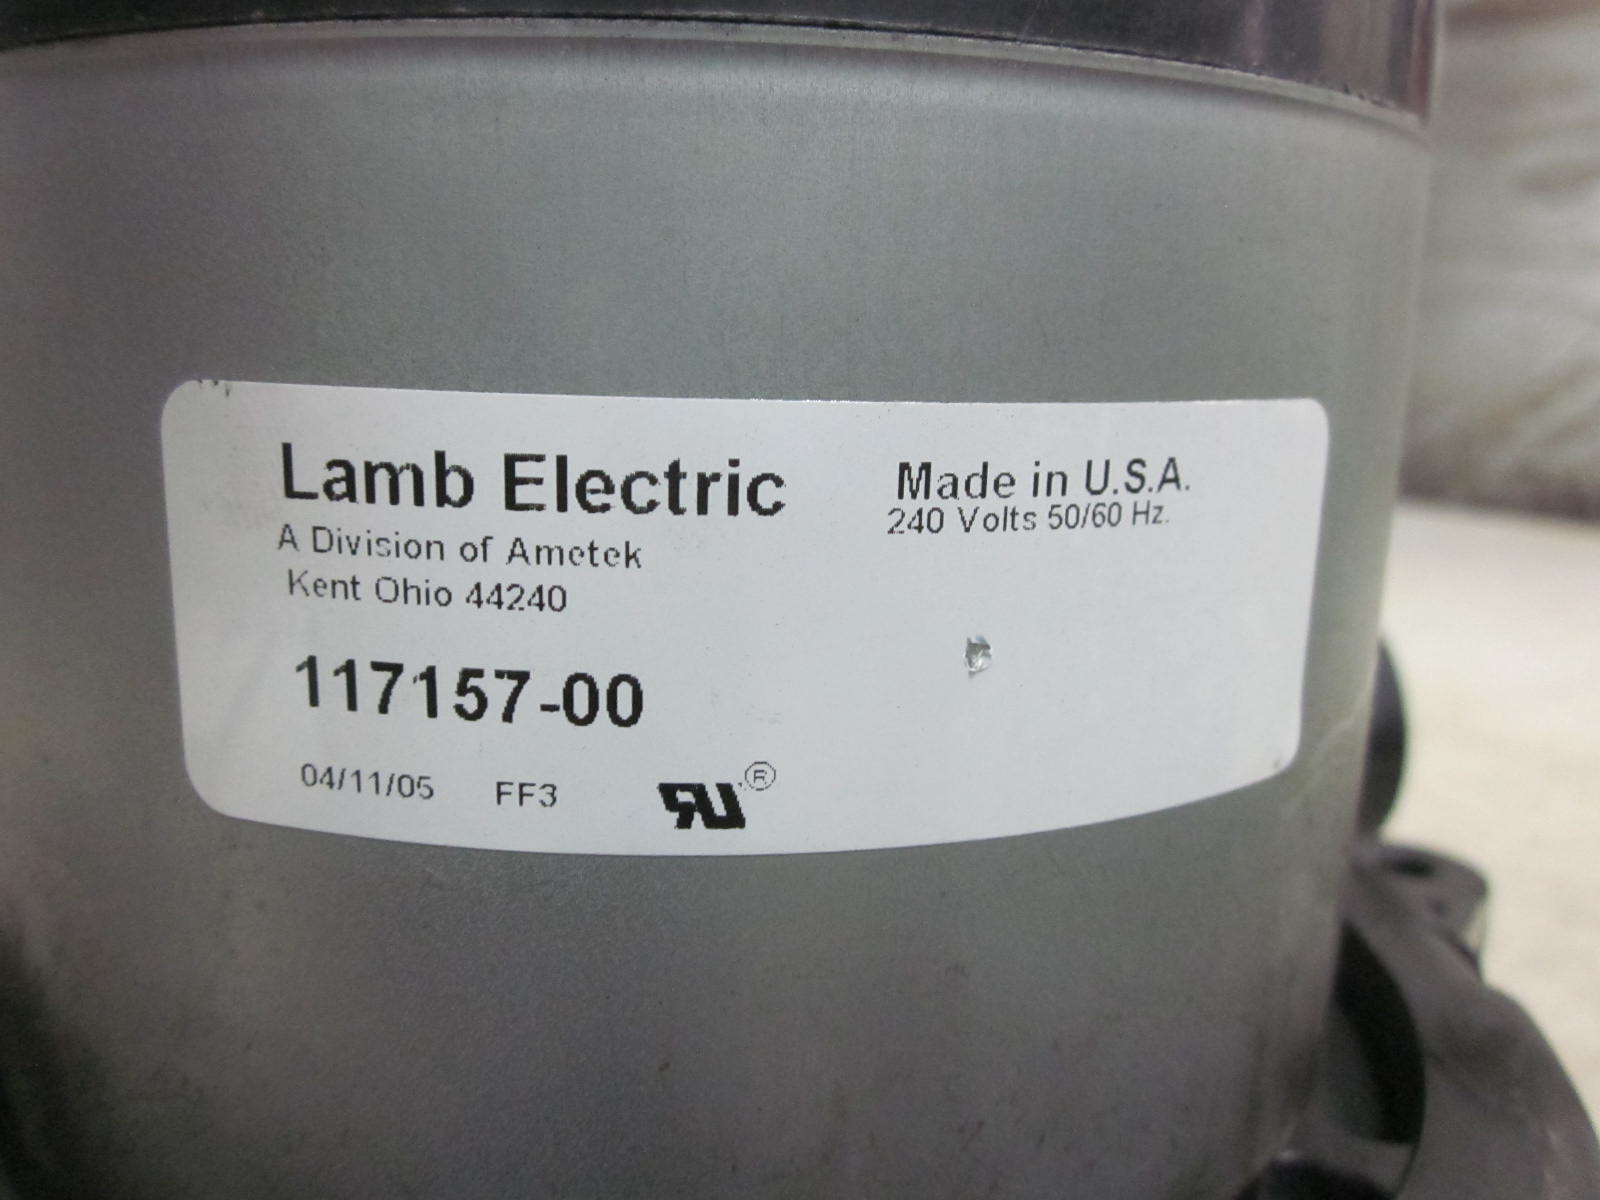 Lamb Electric
A Division of Ametek
Kent Ohio 44240
Made in U.S.A.
240 Volts 50/60 Hz.
117157-00
04/11/05 FF3
RU®